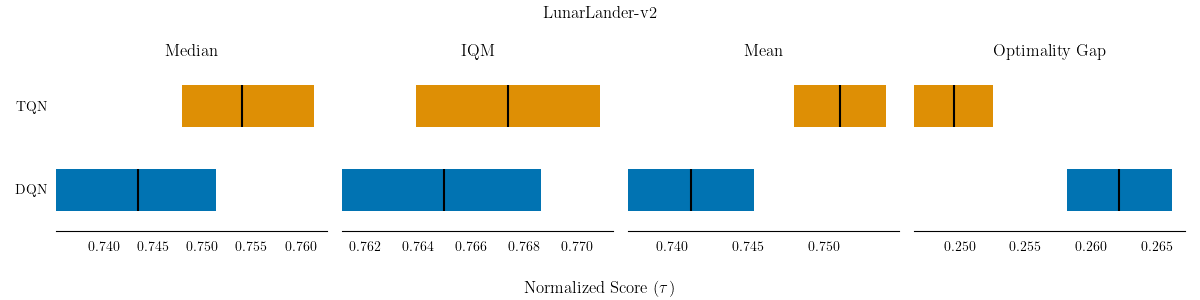 LunarLander-v2
Median IQM Mean Optimality Gap
TQN
DQN
0.740 0.745 0.750 0.755 0.760 0.762 0.764 0.766 0.768 0.770 0.740 0.745 0.750 0.250 0.255 0.260 0.265
Normalized Score (τ)